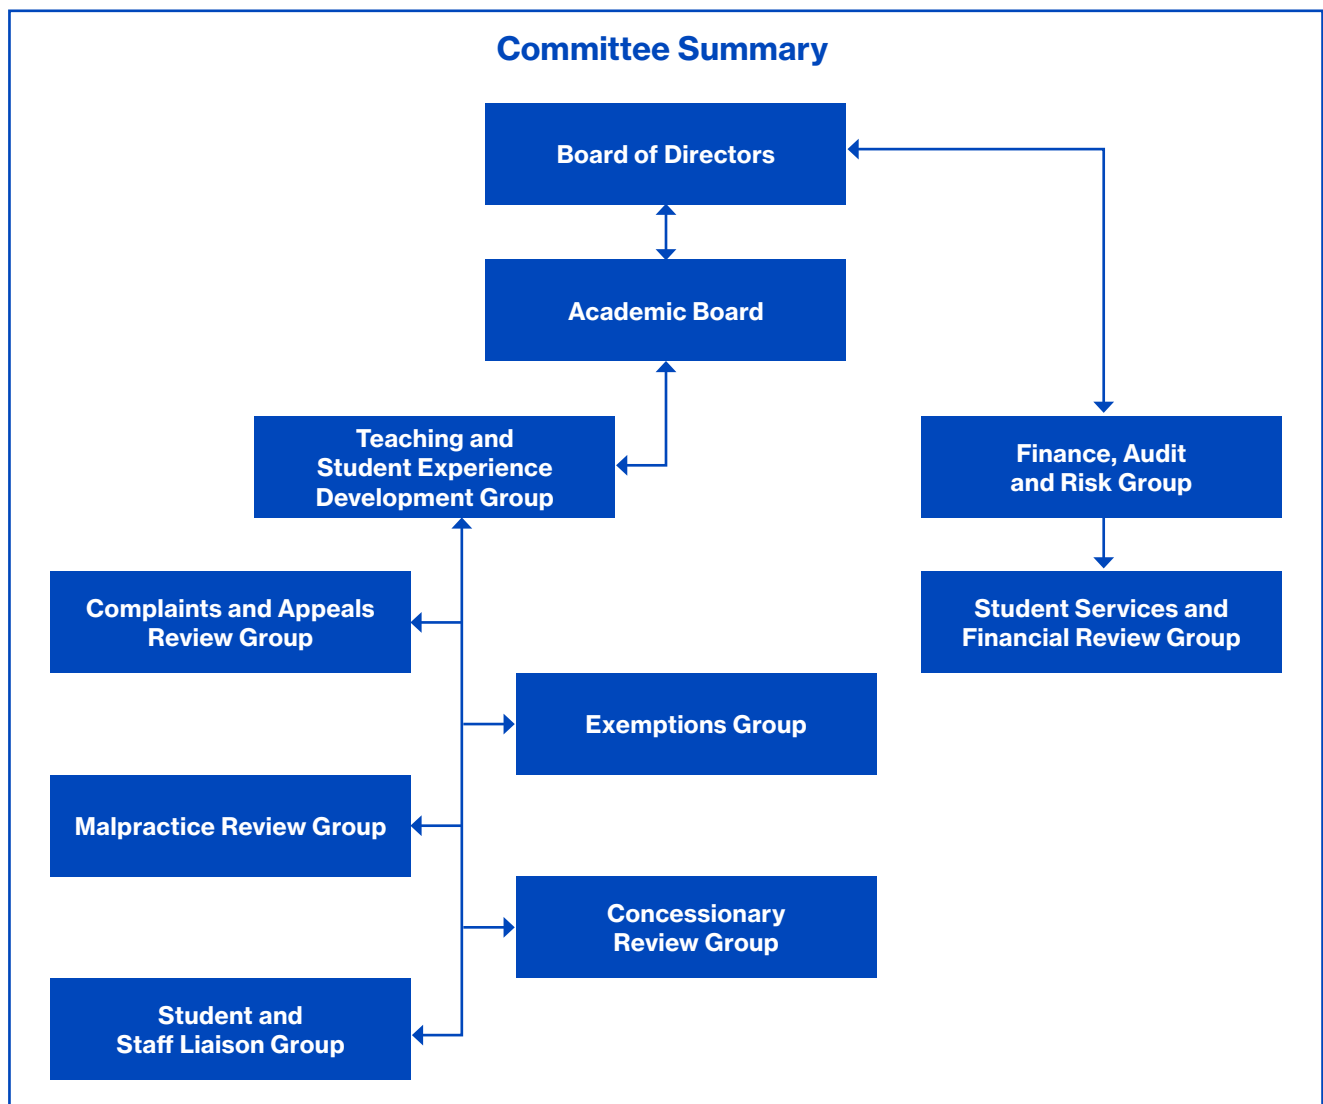 Committee Summary
Board of Directors
Academic Board
Teaching and
Student Experience
Development Group
Finance, Audit
and Risk Group
Complaints and Appeals
Review Group
Student Services and
Financial Review Group
Exemptions Group
Malpractice Review Group
Concessionary
Review Group
Student and
Staff Liaison Group